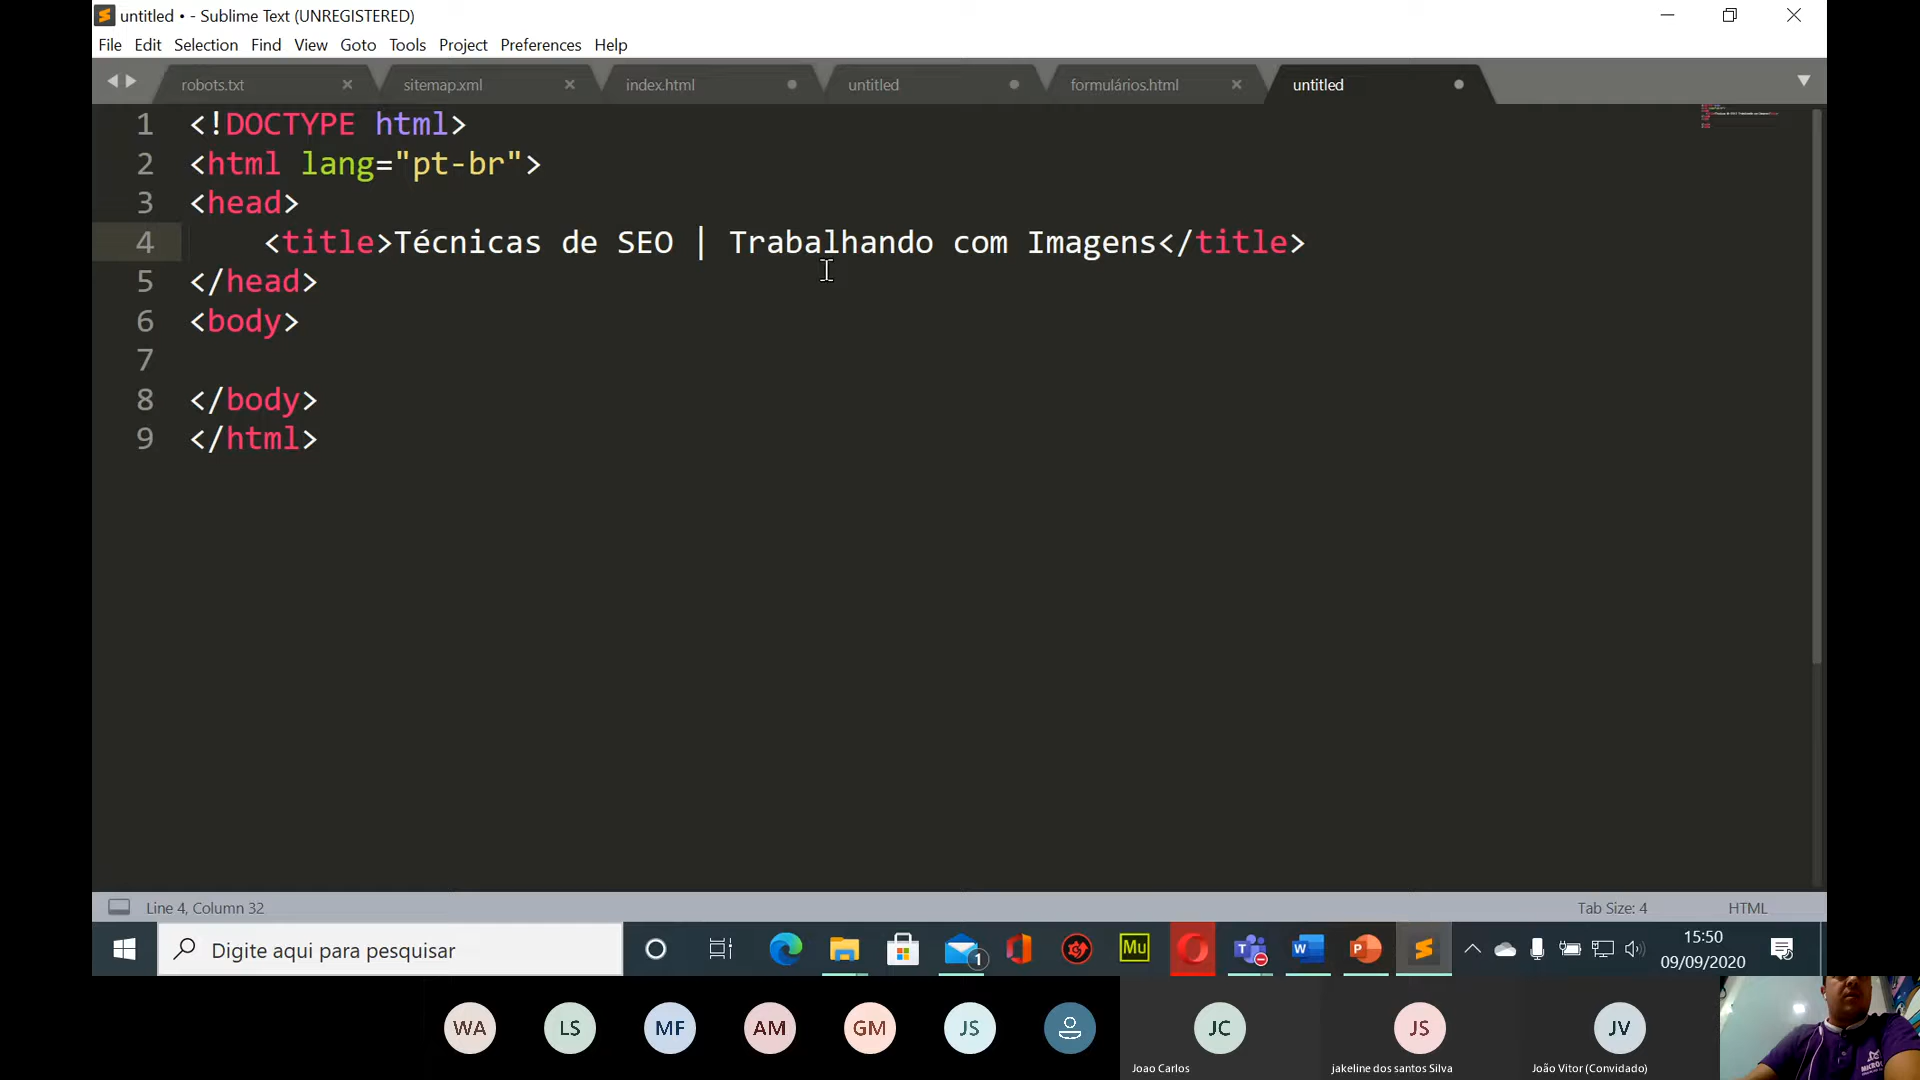 untitled • - Sublime Text (UNREGISTERED)
File Edit Selection Find View Goto Tools Project Preferences Help
robots.txt sitemap.xml index.html untitled formulários.html untitled
1 <!DOCTYPE html>
2 <html lang="pt-br">
3 <head>
4 <title>Técnicas de SEO | Trabalhando com Imagens</title>
5 </head>
6 <body>
7
8 </body>
9 </html>
Line 4, Column 32 Tab Size: 4 HTML
Digite aqui para pesquisar
1
Mu
15:50
09/09/2020
WA LS MF AM GM JS JC JS JV
Joao Carlos jakeline dos santos Silva João Vitor (Convidado)